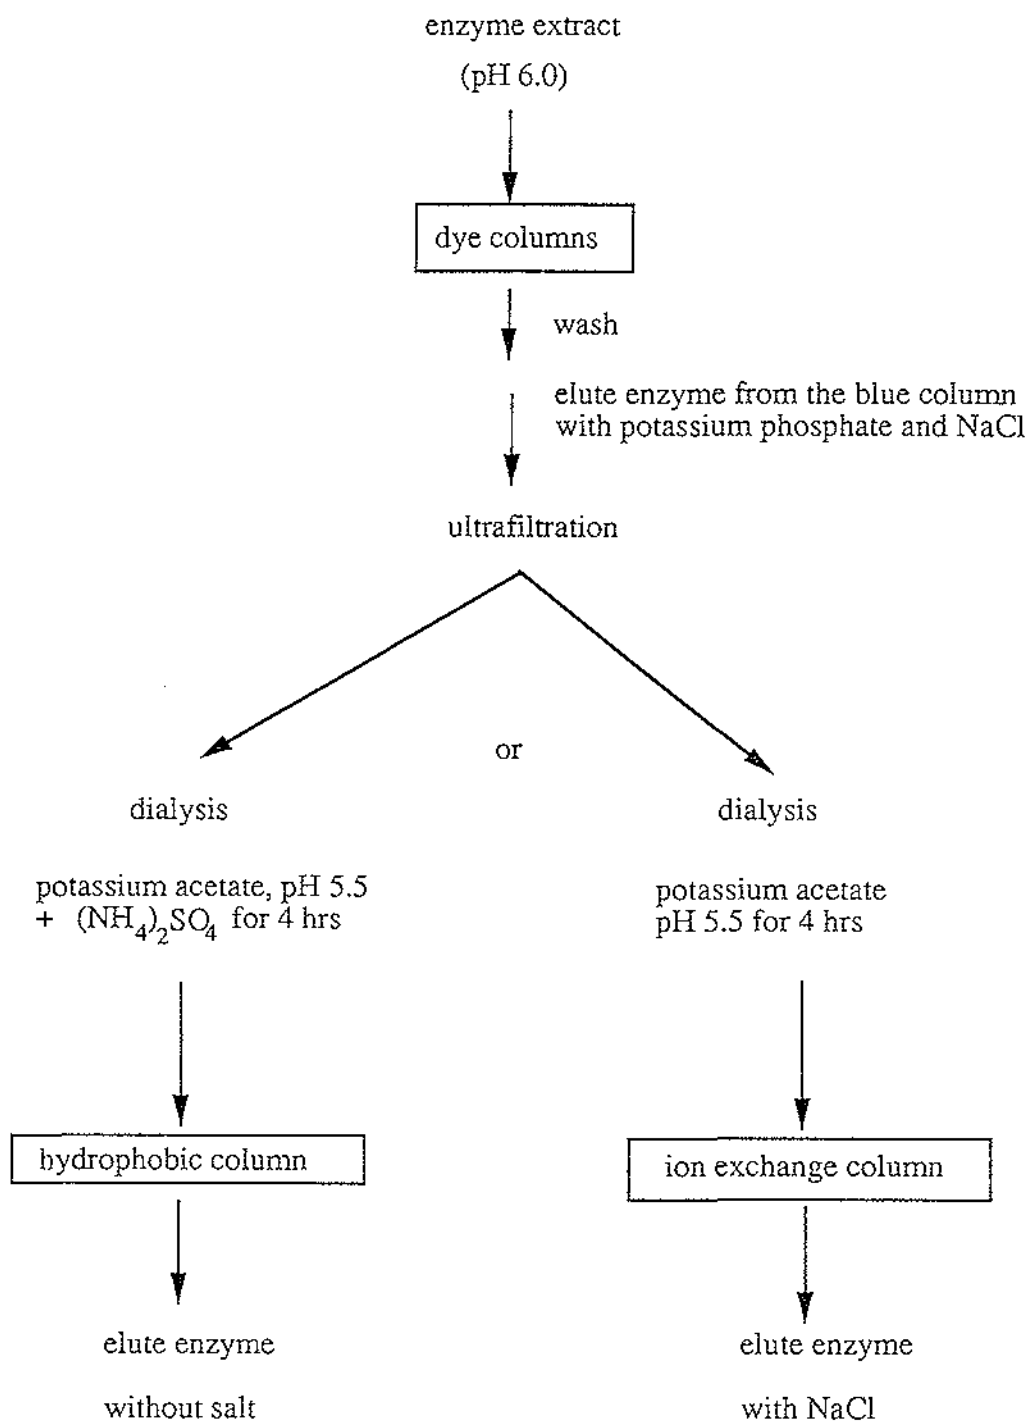 enzyme extract
(pH 6.0)
dye columns
wash
elute enzyme from the blue column
with potassium phosphate and NaCl
ultrafiltration
or
dialysis
potassium acetate, pH 5.5
+ (NH4)2SO4 for 4 hrs
hydrophobic column
elute enzyme
without salt
dialysis
potassium acetate
pH 5.5 for 4 hrs
ion exchange column
elute enzyme
with NaCl